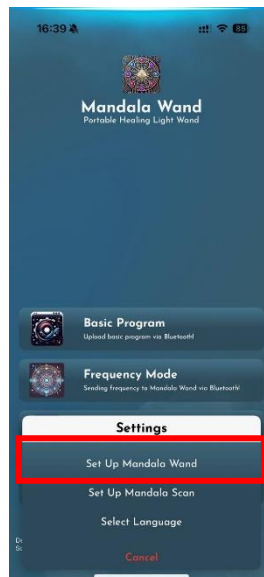 16:39
85
Mandala Wand
Portable Healing Light Wand
Basic Program
Upload basic program via Bluetooth!
Frequency Mode
Sending frequency to Mandala Wand via Bluetooth!
Settings
Set Up Mandala Wand
Set Up Mandala Scan
Select Language
Cancel